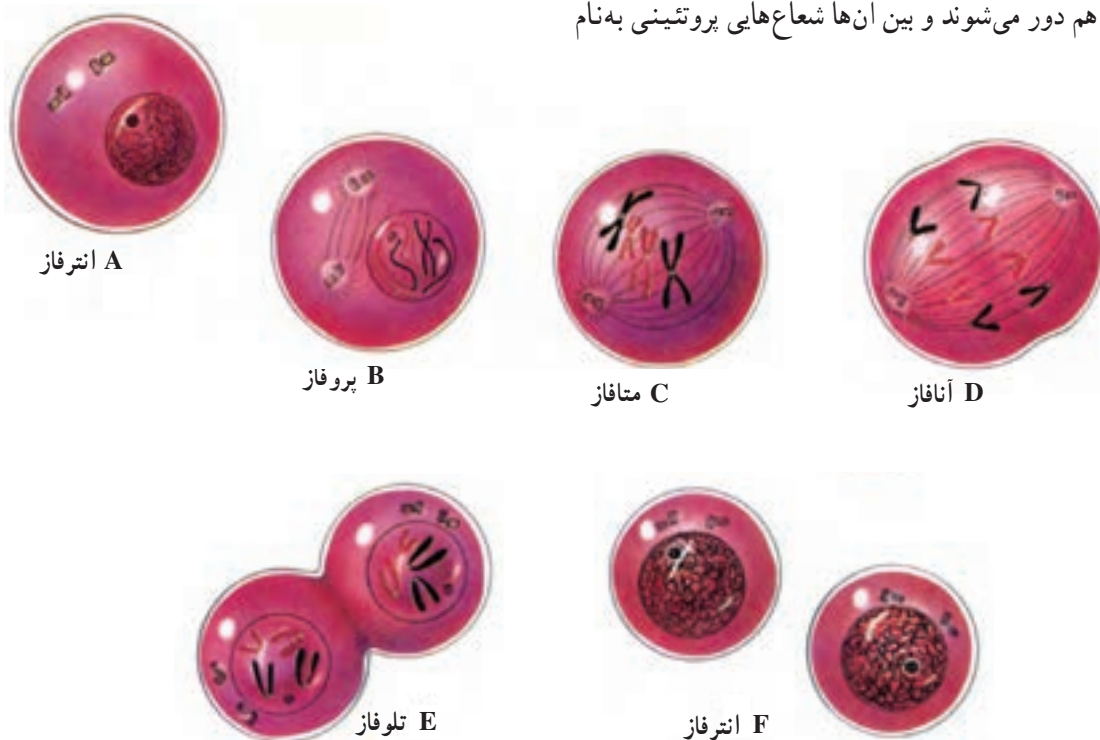 هم دور می‌شوند و بین آن‌ها شعاع‌هایی پروتئینی به‌نام
A انترفاز
B پروفاز
C متافاز
D آنافاز
E تلوفاز
F انترفاز